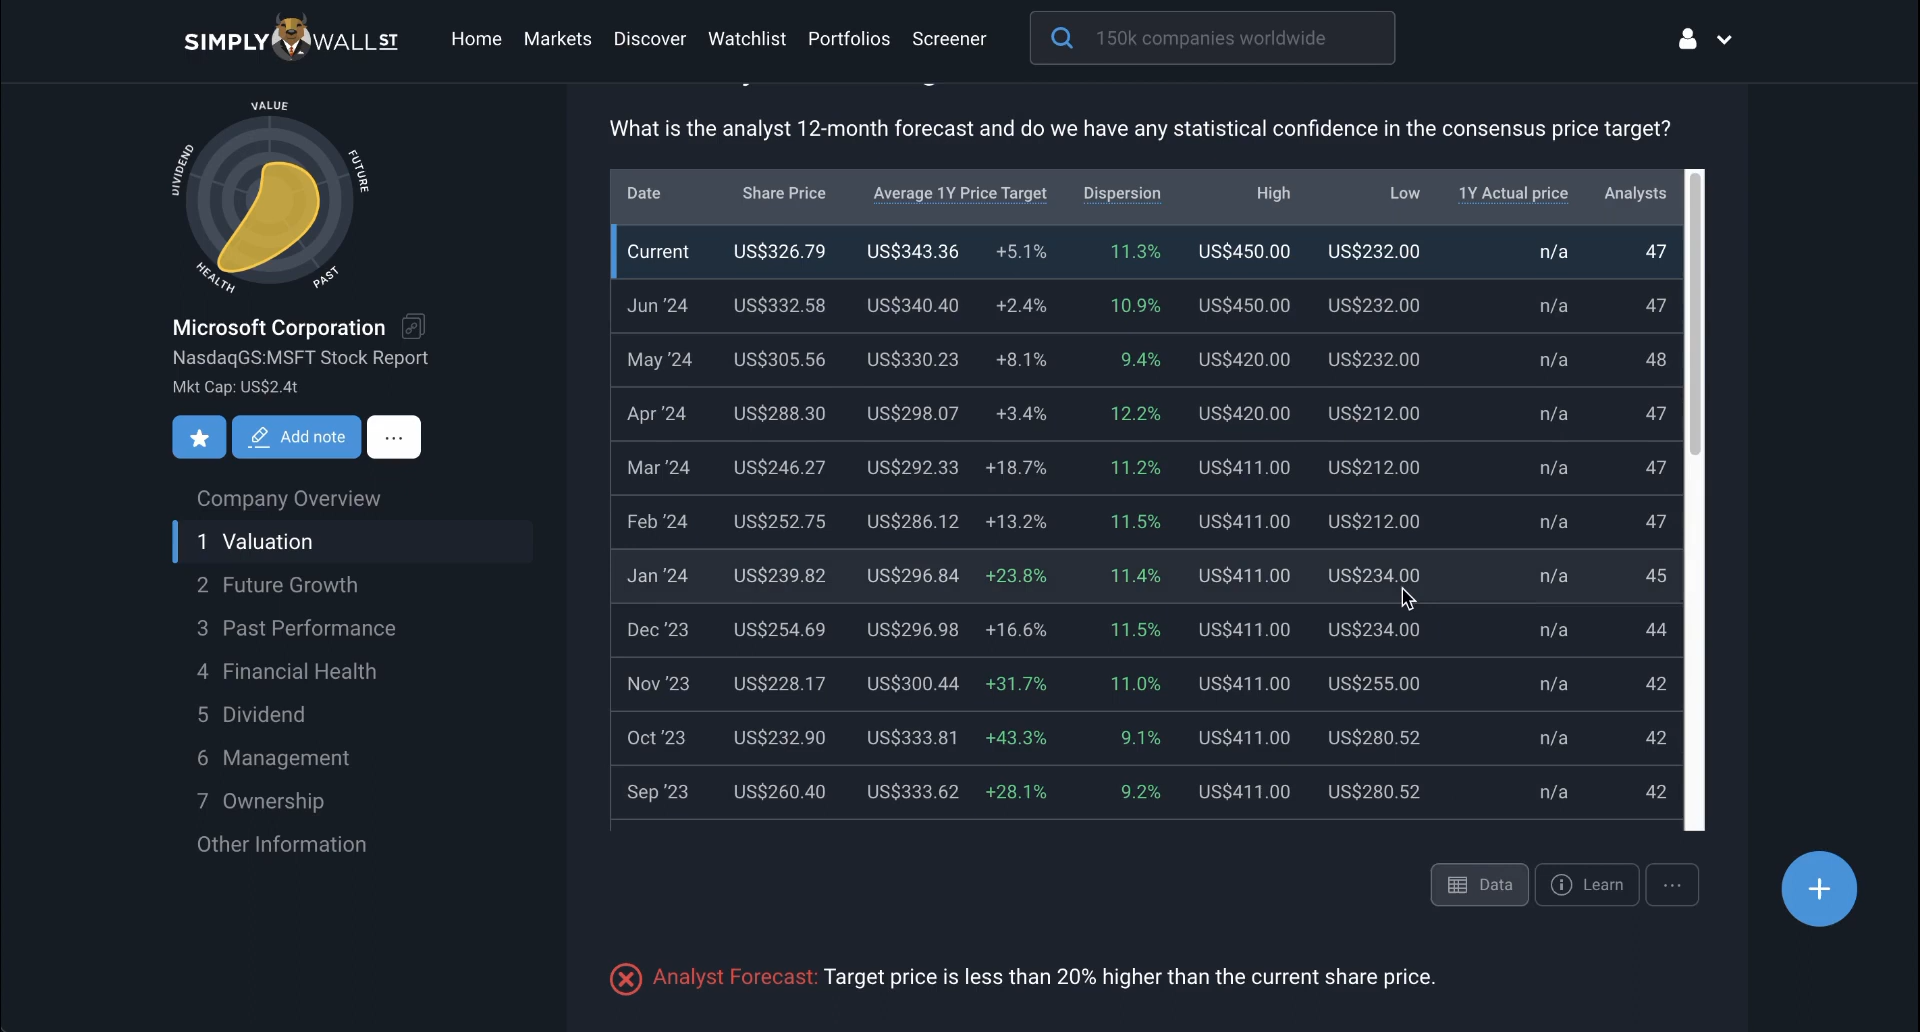 SIMPLY WALL ST
Home Markets Discover Watchlist Portfolios Screener
150k companies worldwide
VALUE
FUTURE
PAST
HEALTH
DIVIDEND
Microsoft Corporation
NasdaqGS:MSFT Stock Report
Mkt Cap: US$2.4t
Add note
...
Company Overview
1 Valuation
2 Future Growth
3 Past Performance
4 Financial Health
5 Dividend
6 Management
7 Ownership
Other Information
What is the analyst 12-month forecast and do we have any statistical confidence in the consensus price target?
Date Share Price Average 1Y Price Target Dispersion High Low 1Y Actual price Analysts
Current US$326.79 US$343.36 +5.1% 11.3% US$450.00 US$232.00 n/a 47
Jun ’24 US$332.58 US$340.40 +2.4% 10.9% US$450.00 US$232.00 n/a 47
May ’24 US$305.56 US$330.23 +8.1% 9.4% US$420.00 US$232.00 n/a 48
Apr ’24 US$288.30 US$298.07 +3.4% 12.2% US$420.00 US$212.00 n/a 47
Mar ’24 US$246.27 US$292.33 +18.7% 11.2% US$411.00 US$212.00 n/a 47
Feb ’24 US$252.75 US$286.12 +13.2% 11.5% US$411.00 US$212.00 n/a 47
Jan ’24 US$239.82 US$296.84 +23.8% 11.4% US$411.00 US$234.00 n/a 45
Dec ’23 US$254.69 US$296.98 +16.6% 11.5% US$411.00 US$234.00 n/a 44
Nov ’23 US$228.17 US$300.44 +31.7% 11.0% US$411.00 US$255.00 n/a 42
Oct ’23 US$232.90 US$333.81 +43.3% 9.1% US$411.00 US$280.52 n/a 42
Sep ’23 US$260.40 US$333.62 +28.1% 9.2% US$411.00 US$280.52 n/a 42
Data Learn ...
Analyst Forecast: Target price is less than 20% higher than the current share price.